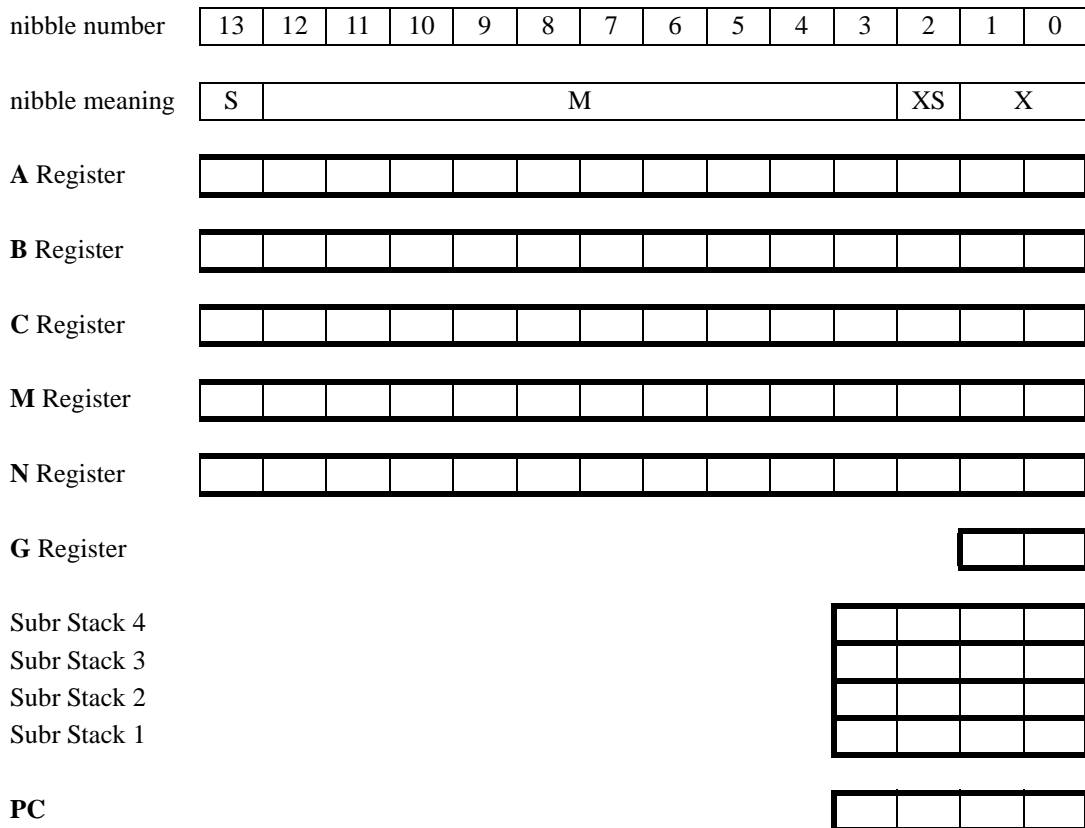 nibble number 13 12 11 10 9 8 7 6 5 4 3 2 1 0
nibble meaning S M XS X
A Register
B Register
C Register
M Register
N Register
G Register
Subr Stack 4
Subr Stack 3
Subr Stack 2
Subr Stack 1
PC